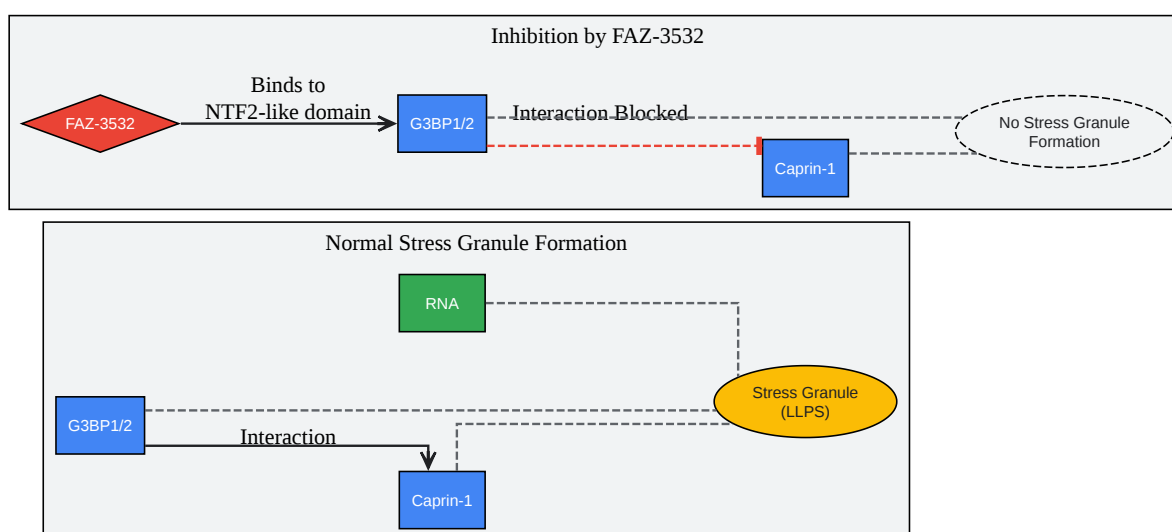 Inhibition by FAZ-3532
Binds to
NTF2-like domain
FAZ-3532
G3BP1/2
Interaction Blocked
Caprin-1
No Stress Granule
Formation
Normal Stress Granule Formation
RNA
Stress Granule
(LLPS)
G3BP1/2
Interaction
Caprin-1